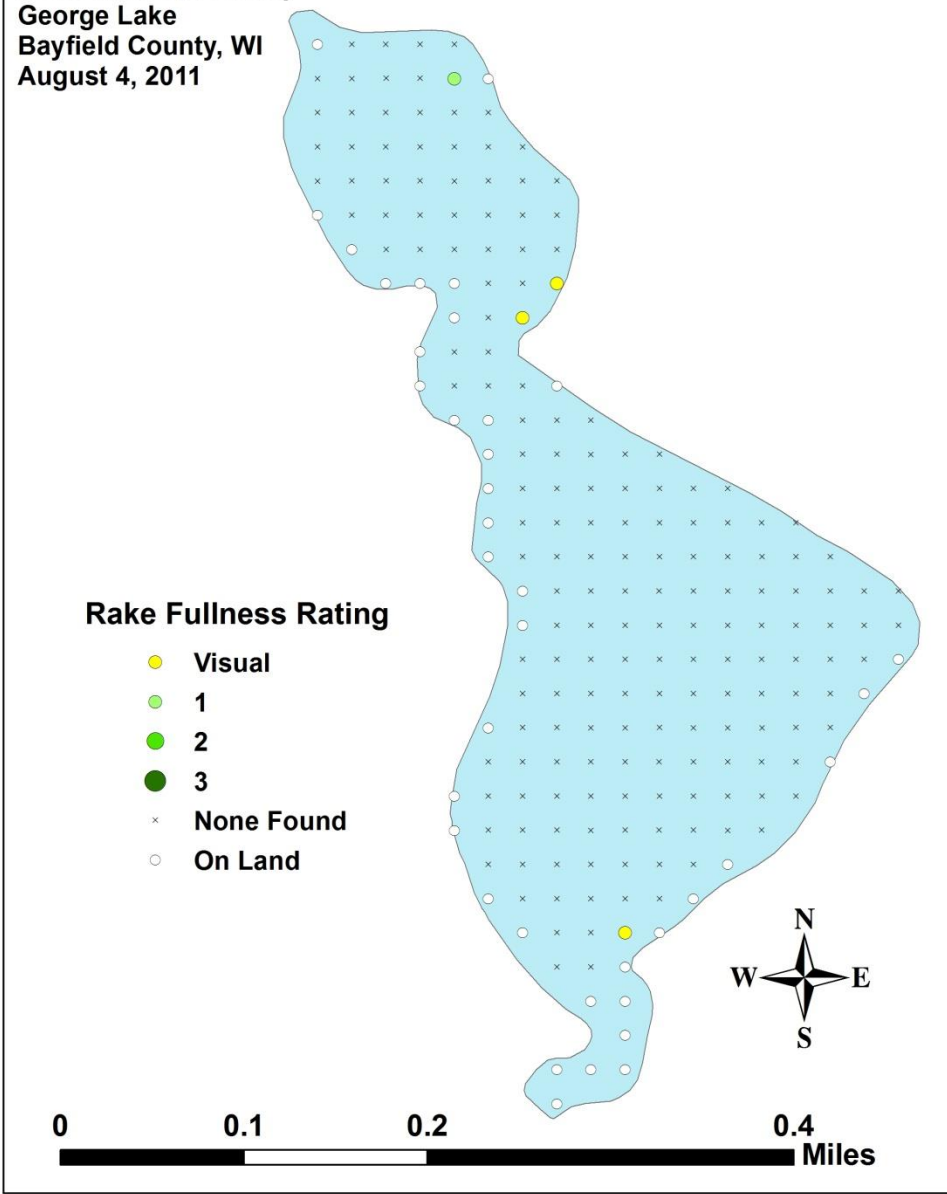 George Lake
Bayfield County, WI
August 4, 2011
Rake Fullness Rating
Visual
1
2
3
None Found
On Land
N
W E
S
0 0.1 0.2 0.4
Miles